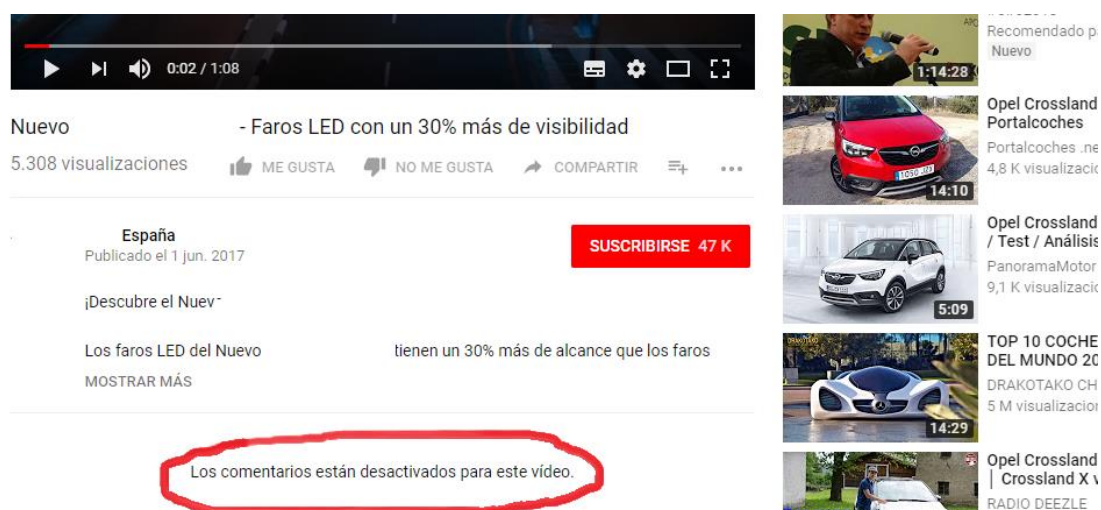 1:14:28
Recomendado pa
Nuevo
0:02 / 1:08
Nuevo - Faros LED con un 30% más de visibilidad
5.308 visualizaciones
ME GUSTA
NO ME GUSTA
COMPARTIR
España
Publicado el 1 jun. 2017
SUSCRIBIRSE 47 K
¡Descubre el Nuev
Los faros LED del Nuevo tienen un 30% más de alcance que los faros
MOSTRAR MÁS
Los comentarios están desactivados para este vídeo.
Opel Crossland
Portalcoches
Portalcoches .ne
4,8 K visualizacio
14:10
Opel Crossland
/ Test / Análisis
PanoramaMotor
9,1 K visualizacio
5:09
TOP 10 COCHE
DEL MUNDO 20
DRAKOTAKO CH
5 M visualizacion
14:29
Opel Crossland
| Crossland X v
RADIO DEEZLE